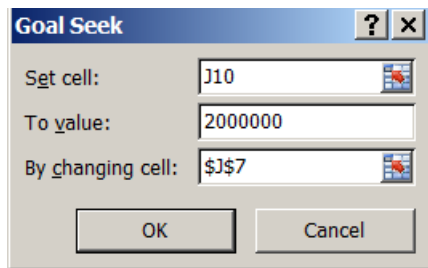 Goal Seek ? x
Set cell: J10
To value: 2000000
By changing cell: $J$7
OK Cancel